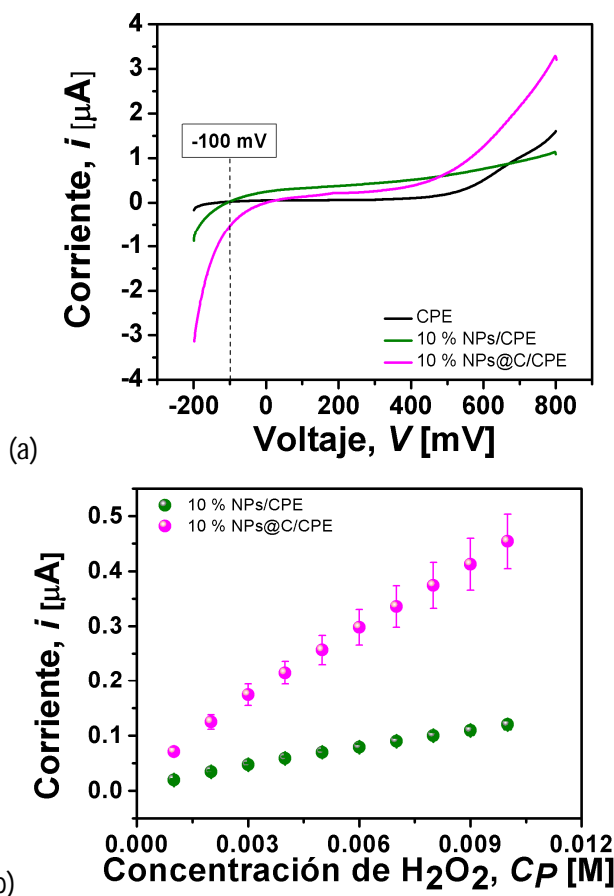 4
3
2
1
0
-1
-2
-3
-4
Corriente, i [µA]
-100 mV
CPE
10 % NPs/CPE
10 % NPs@C/CPE
-200 0 200 400 600 800
Voltaje, V [mV]
(a)
10 % NPs/CPE
10 % NPs@C/CPE
0.5
0.4
0.3
0.2
0.1
0.0
Corriente, i [µA]
0.000 0.003 0.006 0.009 0.012
Concentración de H₂O₂, CP [M]